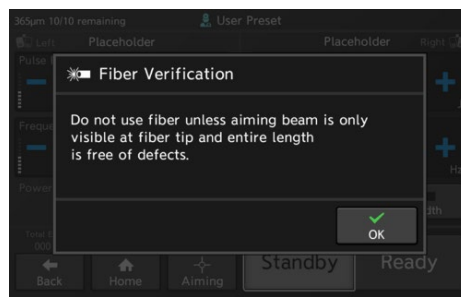 365µm 10/10 remaining
User Preset
Left
Placeholder
Placeholder
Right
Pulse
Fiber Verification
Do not use fiber unless aiming beam is only
visible at fiber tip and entire length
is free of defects.
Power
OK
000
Back
Home
Aiming
Standby
Ready